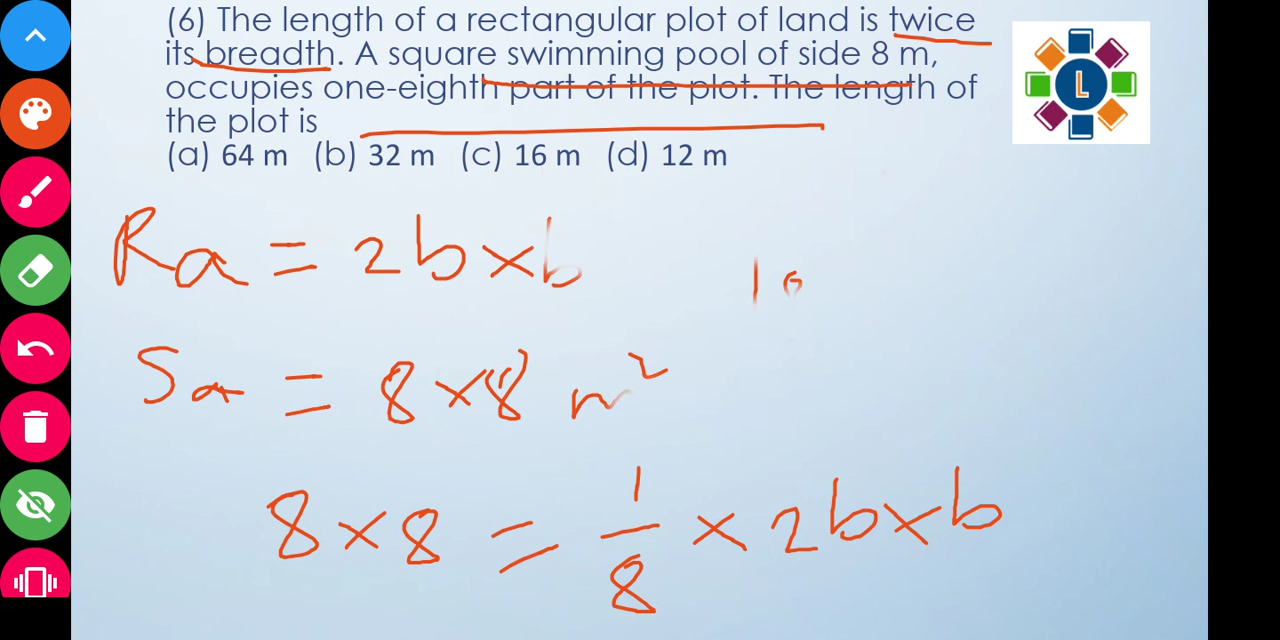 (6) The length of a rectangular plot of land is twice
its breadth. A square swimming pool of side 8 m,
occupies one-eighth part of the plot. The length of
the plot is
(a) 64 m (b) 32 m (c) 16 m (d) 12 m
L
Ra = 2b×b
Sa = 8×8 m²
8×8 = 1/8 × 2b×b